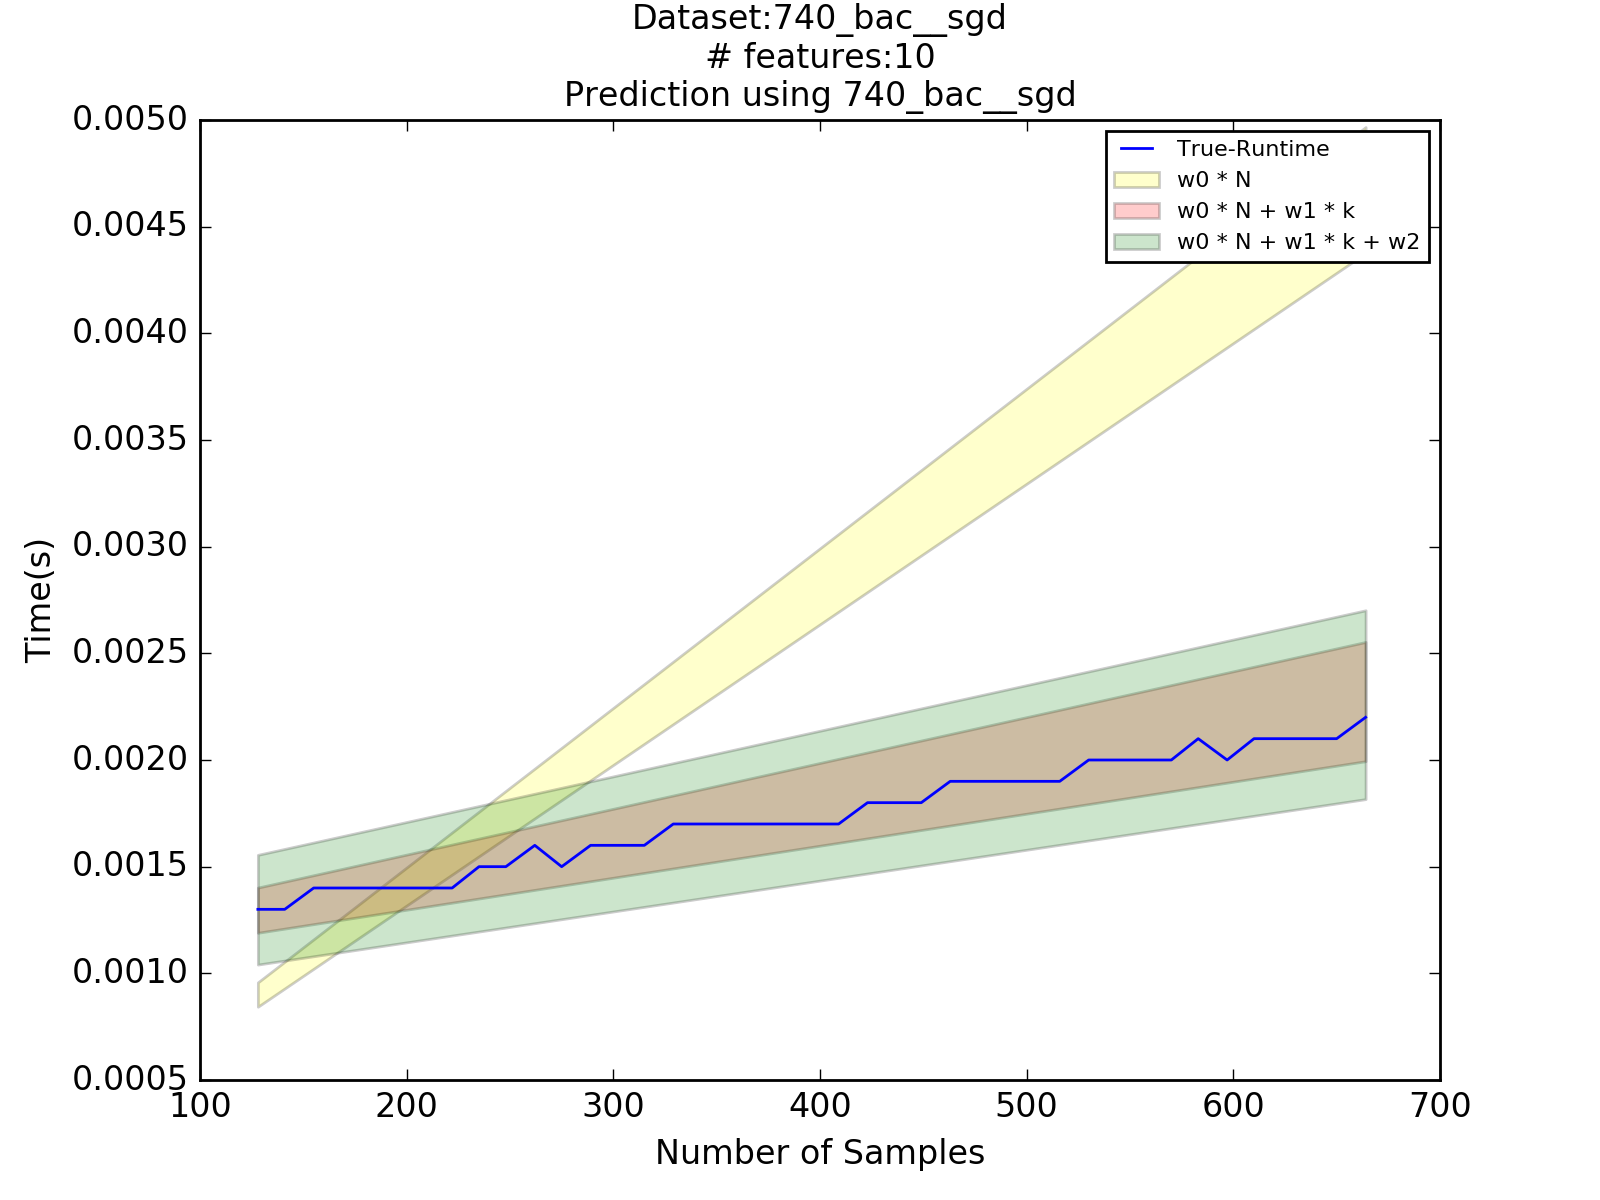 Dataset:740_bac__sgd
# features:10
Prediction using 740_bac__sgd
0.0050
0.0045
0.0040
0.0035
0.0030
0.0025
0.0020
0.0015
0.0010
0.0005
Time(s)
True-Runtime
w0 * N
w0 * N + w1 * k
w0 * N + w1 * k + w2
100 200 300 400 500 600 700
Number of Samples